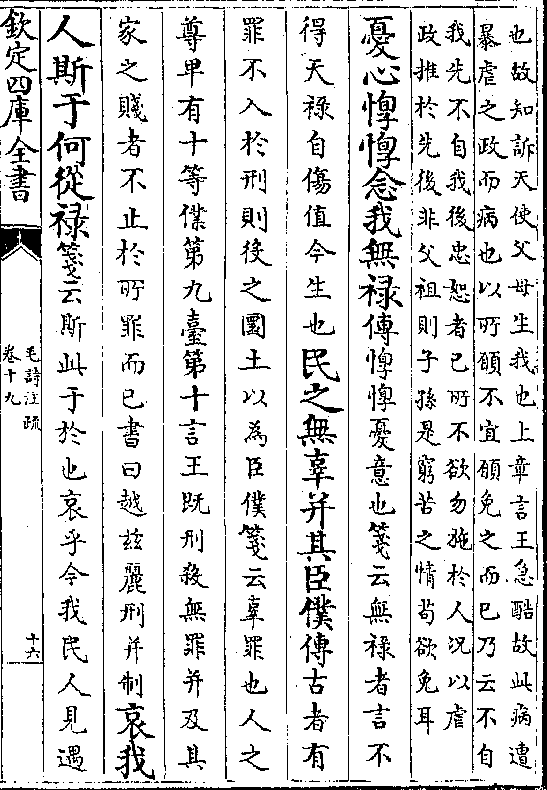 也故知訴天使父母生我也上章言王急酷故此病遭
暴虐之政而病也以所願不宜願免之而已乃云不自
我先不自我後忠恕者已所不欲勿施於人况以虐
政推於先後非父祖則子孫是窮苦之情苟欲免耳
憂心惸惸念我無禄傳惸惸憂意也箋云無禄者言不
得天禄自傷值今生也民之無辜并其臣僕傳古者有
罪不入於刑則役之圜土以為臣僕箋云辜罪也人之
尊卑有十等僕第九臺第十言王既刑殺無罪并及其
家之賤者不止於所罪而已書曰越兹麗刑并制哀我
人斯于何從禄箋云斯此于於也哀乎今我民人見遇
欽定四庫全書
毛詩注疏
卷十九
十六